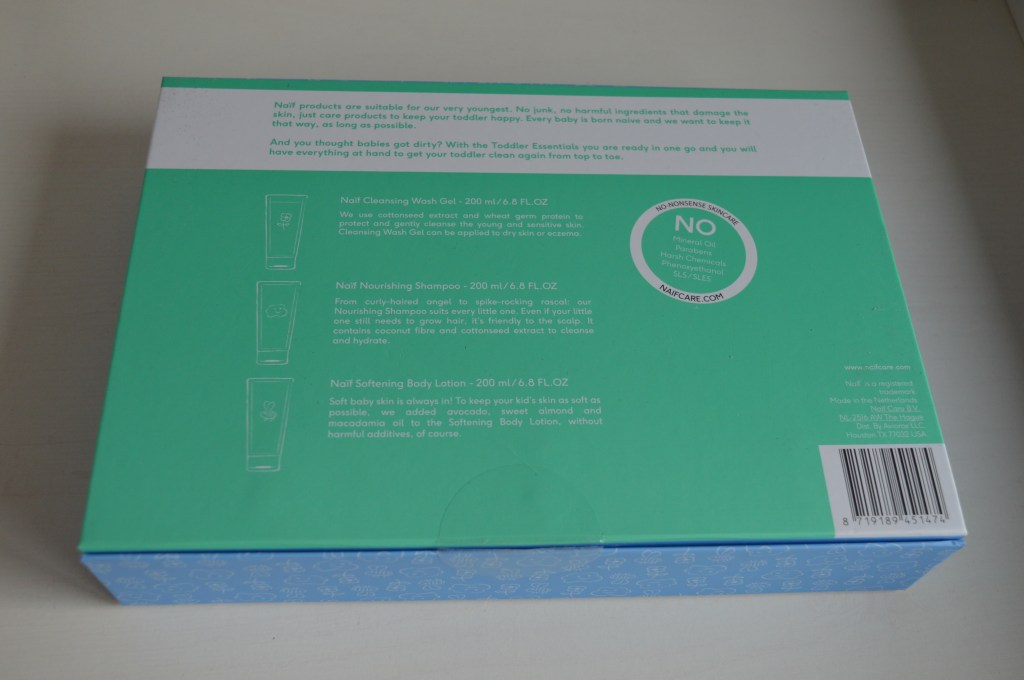 Naïf products are suitable for our very youngest. No junk, no harmful ingredients that damage the
skin, just care products to keep your toddler happy. Every baby is born naive and we want to keep it
that way, as long as possible.
And you thought babies got dirty? With the Toddler Essentials you are ready in one go and you will
have everything at hand to get your toddler clean again from top to toe.
Naïf Cleansing Wash Gel - 200 ml/6.8 FL.OZ
We use cottonseed extract and wheat germ protein to
protect and gently cleanse the young and sensitive skin.
Cleansing Wash Gel can be applied to dry skin or eczema.
Naïf Nourishing Shampoo - 200 ml/6.8 FL.OZ
From curly-haired angel to spike-rocking rascal: our
Nourishing Shampoo suits every little one. Even if your little
one still needs to grow hair, it's friendly to the scalp. It
contains coconut fibre and cottonseed extract to cleanse
and hydrate.
Naïf Softening Body Lotion - 200 ml/6.8 FL.OZ
Soft baby skin is always in! To keep your kid's skin as soft as
possible, we added avocado, sweet almond and
macadamia oil to the Softening Body Lotion, without
harmful additives, of course.
NO-NONSENSE SKINCARE
NO
Mineral Oil
Parabens
Harsh Chemicals
Phenoxyethanol
SLS/SLES
NAIFCARE.COM
www.naifcare.com
Naïf is a registered
trademark.
Made in the Netherlands
Naïf Care B.V.
NL-2516 AW The Hague
Dist. By
LLC
Houston TX 77032 USA
8 719189 451474